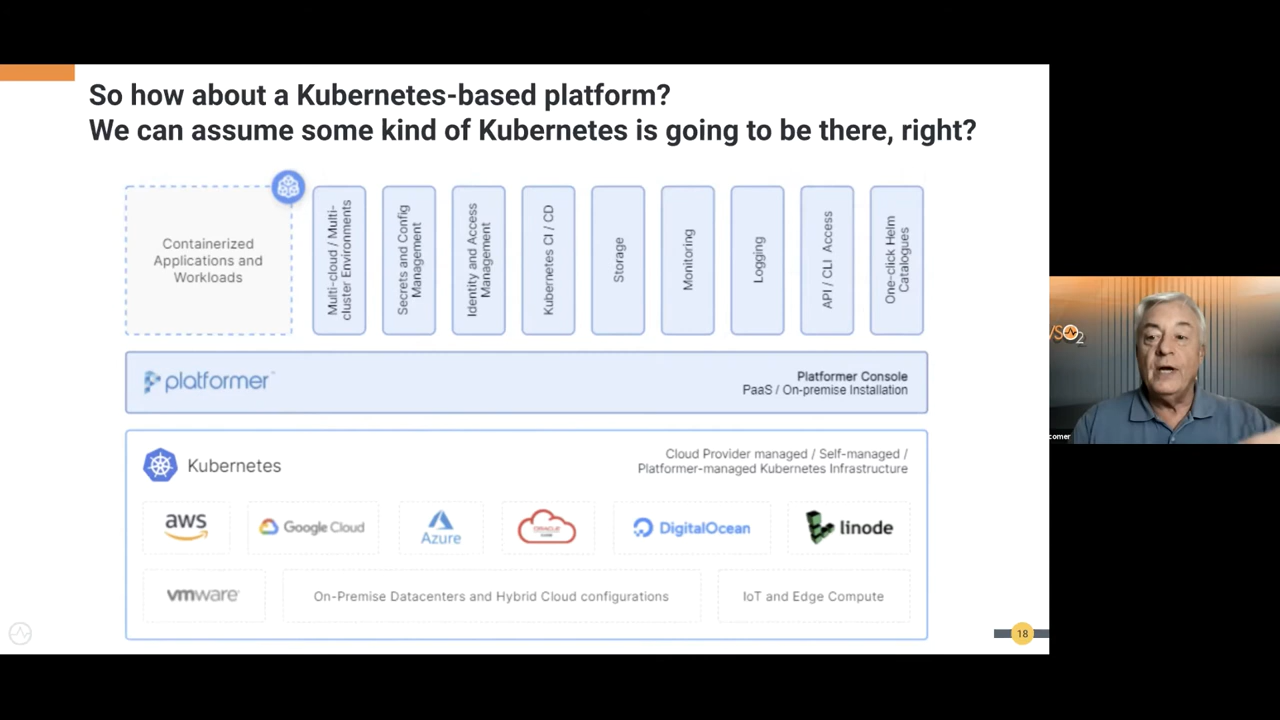 So how about a Kubernetes-based platform?
We can assume some kind of Kubernetes is going to be there, right?
Containerized
Applications and
Workloads
Multi-cloud / Multi-
cluster Environments
Secrets and Config
Management
Identity and Access
Management
Kubernetes CI / CD
Storage
Monitoring
Logging
API / CLI Access
One-click Helm
Catalogues
platformer
Platformer Console
PaaS / On-premise Installation
Kubernetes
Cloud Provider managed / Self-managed /
Platformer-managed Kubernetes Infrastructure
aws
Google Cloud
Azure
DigitalOcean
linode
vmware
On-Premise Datacenters and Hybrid Cloud configurations
IoT and Edge Compute
18
comer